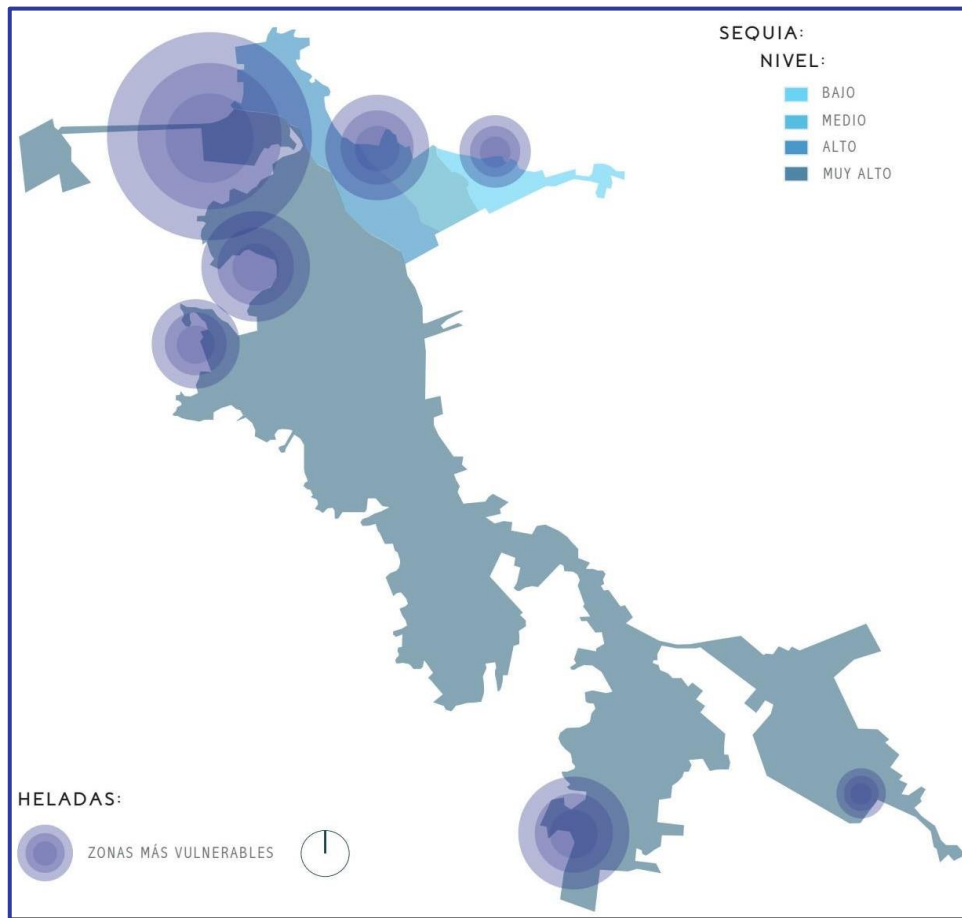 SEQUIA:
NIVEL:
BAJO
MEDIO
ALTO
MUY ALTO
HELADAS:
ZONAS MÁS VULNERABLES